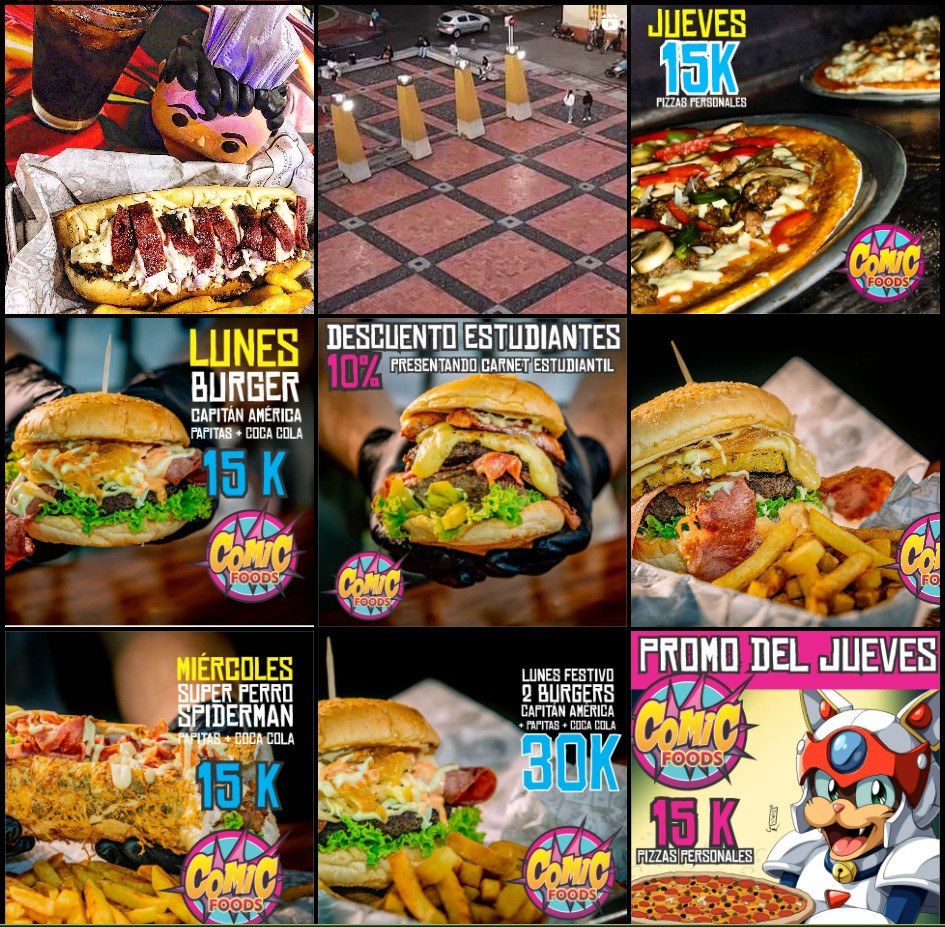 JUEVES
15K
PIZZAS PERSONALES
COMIC
FOODS
LUNES
BURGER
CAPITÁN AMÉRICA
PAPITAS + COCA COLA
15 K
COMIC
FOODS
DESCUENTO ESTUDIANTES
10% PRESENTANDO CARNET ESTUDIANTIL
COMIC
FOODS
MIÉRCOLES
SUPER PERRO
SPIDERMAN
PAPITAS + COCA COLA
15 K
COMIC
FOODS
LUNES FESTIVO
2 BURGERS
CAPITÁN AMÉRICA
+ PAPITAS + COCA COLA
30K
COMIC
FOODS
PROMO DEL JUEVES
COMIC
FOODS
15 K
PIZZAS PERSONALES